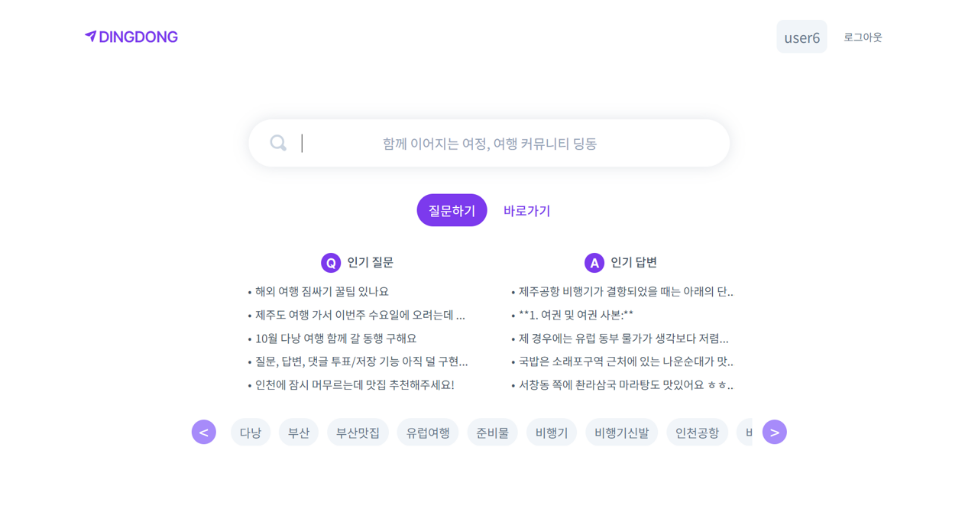 DINGDONG
user6
로그아웃
함께 이어지는 여정, 여행 커뮤니티 딩동
질문하기
바로가기
Q 인기 질문
• 해외 여행 짐싸기 꿀팁 있나요
• 제주도 여행 가서 이번주 수요일에 오려는데 ...
• 10월 다낭 여행 함께 갈 동행 구해요
• 질문, 답변, 댓글 투표/저장 기능 아직 덜 구현...
• 인천에 잠시 머무르는데 맛집 추천해주세요!
A 인기 답변
• 제주공항 비행기가 결항되었을 때는 아래의 단..
• **1. 여권 및 여권 사본:**
• 제 경우에는 유럽 동부 물가가 생각보다 저렴...
• 국밥은 소래포구역 근처에 있는 나운순대가 맛..
• 서창동 쪽에 촨라삼국 마라탕도 맛있어요 ㅎㅎ..
< 다낭 부산 부산맛집 유럽여행 준비물 비행기 비행기신발 인천공항 >